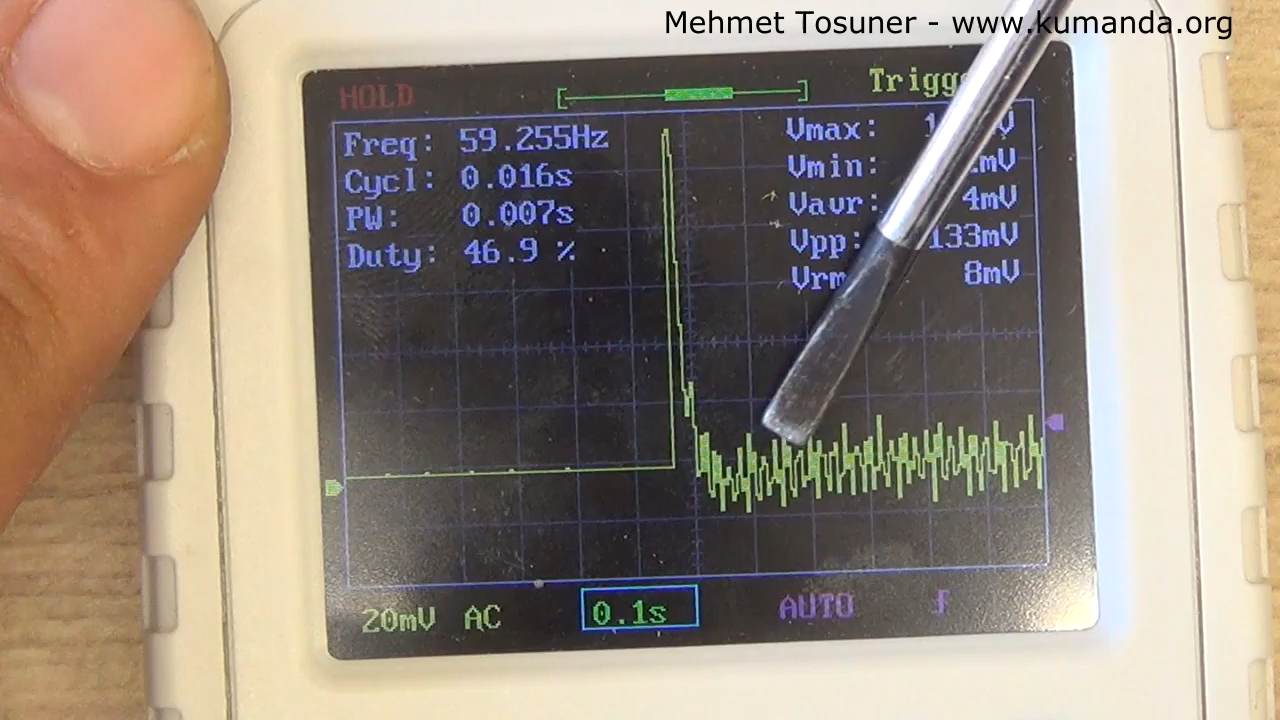 Mehmet Tosuner - www.kumanda.org
HOLD
Freq: 59.255Hz
Cycl: 0.016s
PW: 0.007s
Duty: 46.9 %
Vmax:
Vmin:
Vavr: 4mV
Vpp: 133mV
8mV
20mV AC 0.1s AUTO